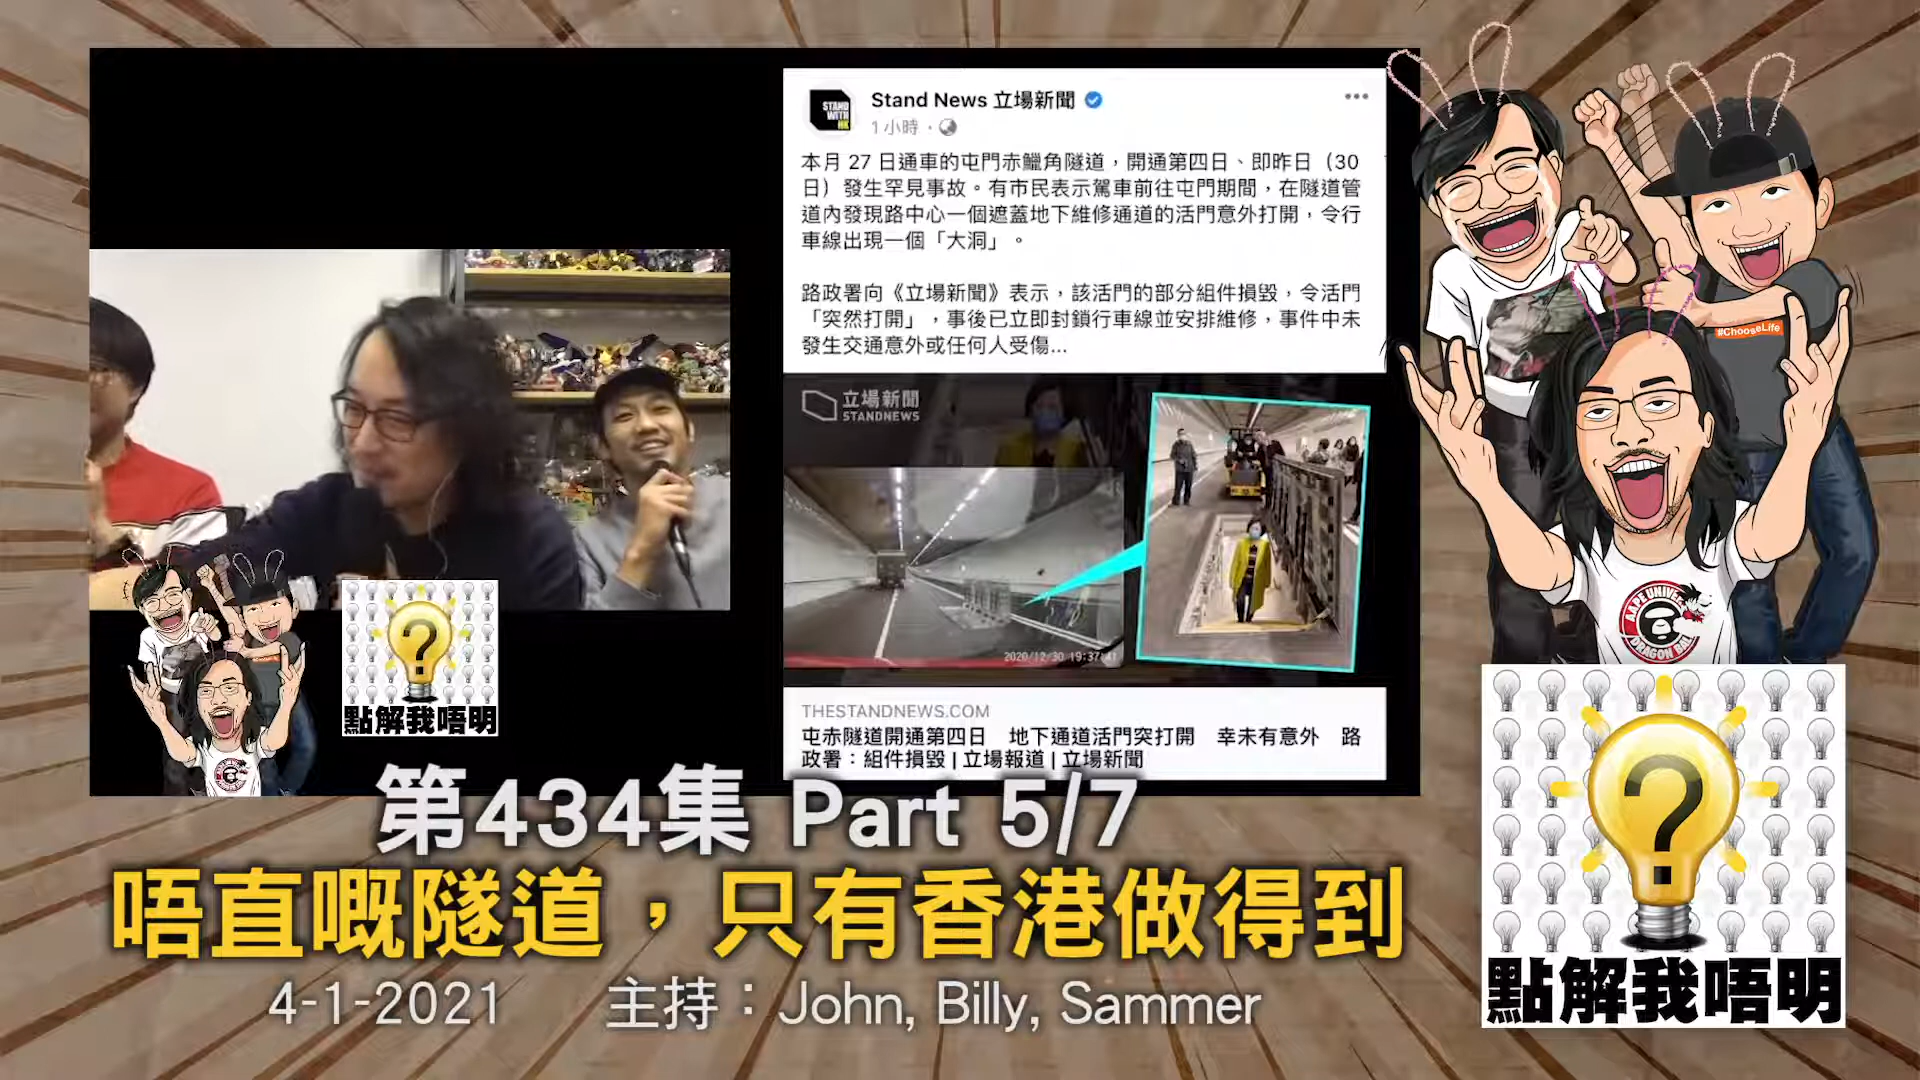 STAND WITH HK
Stand News 立場新聞
1 小時
本月 27 日通車的屯門赤鱲角隧道，開通第四日、即昨日（30
日）發生罕見事故。有市民表示駕車前往屯門期間，在隧道管
道內發現路中心一個遮蓋地下維修通道的活門意外打開，令行
車線出現一個「大洞」。
路政署向《立場新聞》表示，該活門的部分組件損毀，令活門
「突然打開」，事後已立即封鎖行車線並安排維修，事件中未
發生交通意外或任何人受傷...
立場新聞
STANDNEWS
2020/12/30 19:37:41
THESTANDNEWS.COM
屯赤隧道開通第四日　地下通道活門突打開　幸未有意外　路
政署：組件損毀 | 立場報道 | 立場新聞
?
點解我唔明
#ChooseLife
AAPE UNIVE
DRAGON BALL
?
點解我唔明
第434集 Part 5/7
唔直嘅隧道，只有香港做得到
4-1-2021　主持：John, Billy, Sammer